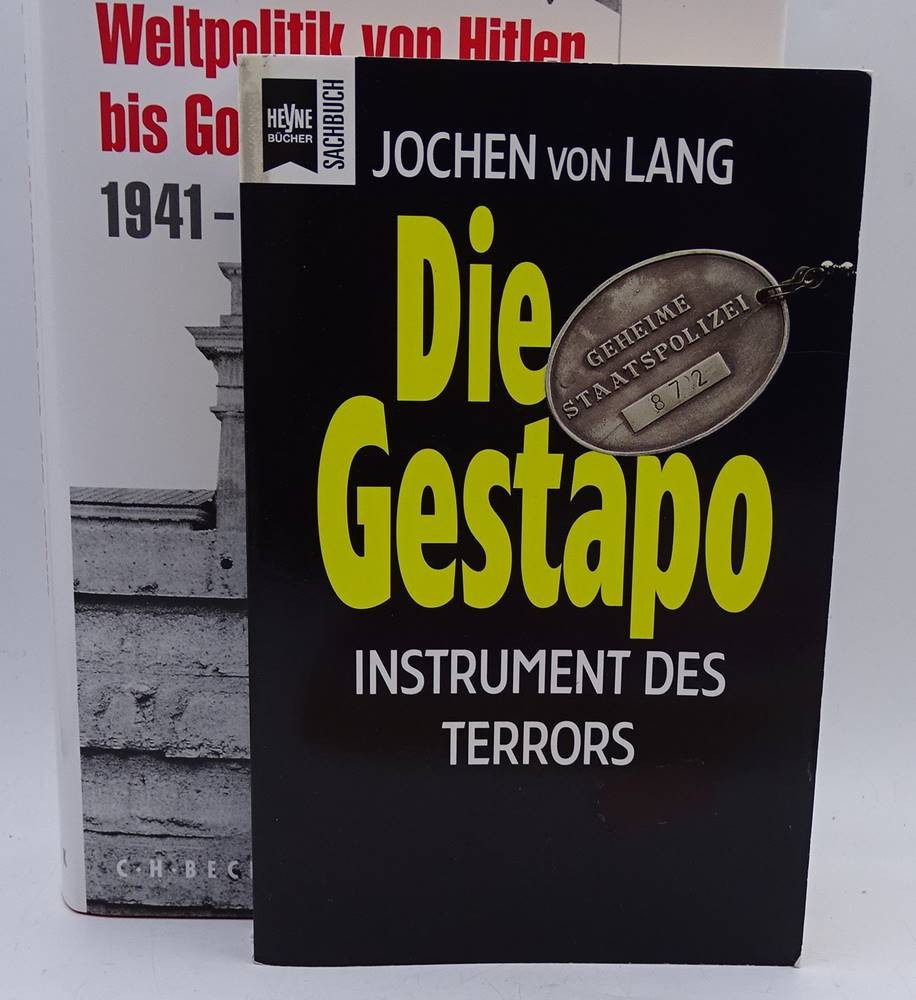 Weltpolitik von Hitler
bis Go
1941 –
C·H·BEC
HEYNE
BÜCHER
SACHBUCH
JOCHEN VON LANG
Die
Gestapo
GEHEIME
STAATSPOLIZEI
872
INSTRUMENT DES
TERRORS